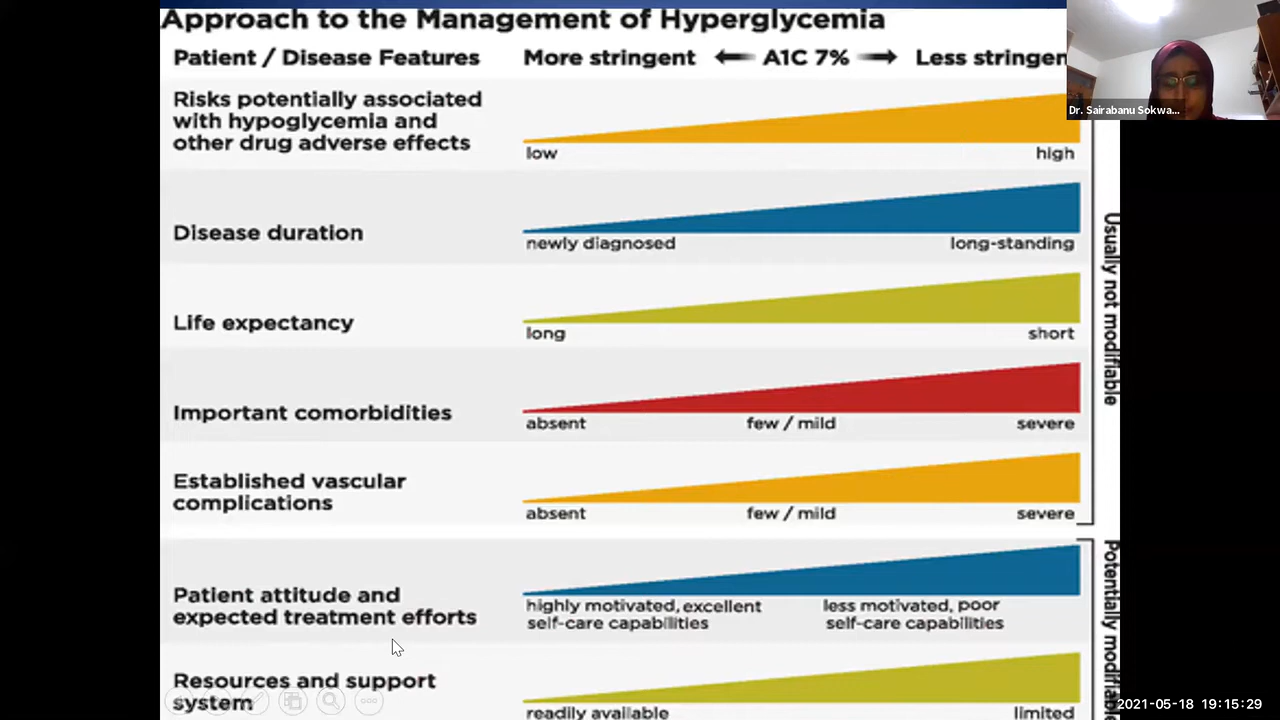 Approach to the Management of Hyperglycemia
Patient / Disease Features
More stringent ← A1C 7% → Less stringen
Dr. Sairabanu Sokwa...
Risks potentially associated
with hypoglycemia and
other drug adverse effects
low
high
Disease duration
newly diagnosed
long-standing
Life expectancy
long
short
Important comorbidities
absent
few / mild
severe
Established vascular
complications
absent
few / mild
severe
Usually not modifiable
Patient attitude and
expected treatment efforts
highly motivated, excellent
self-care capabilities
less motivated, poor
self-care capabilities
Resources and support
system
readily available
limited
Potentially modifiable
2021-05-18 19:15:29